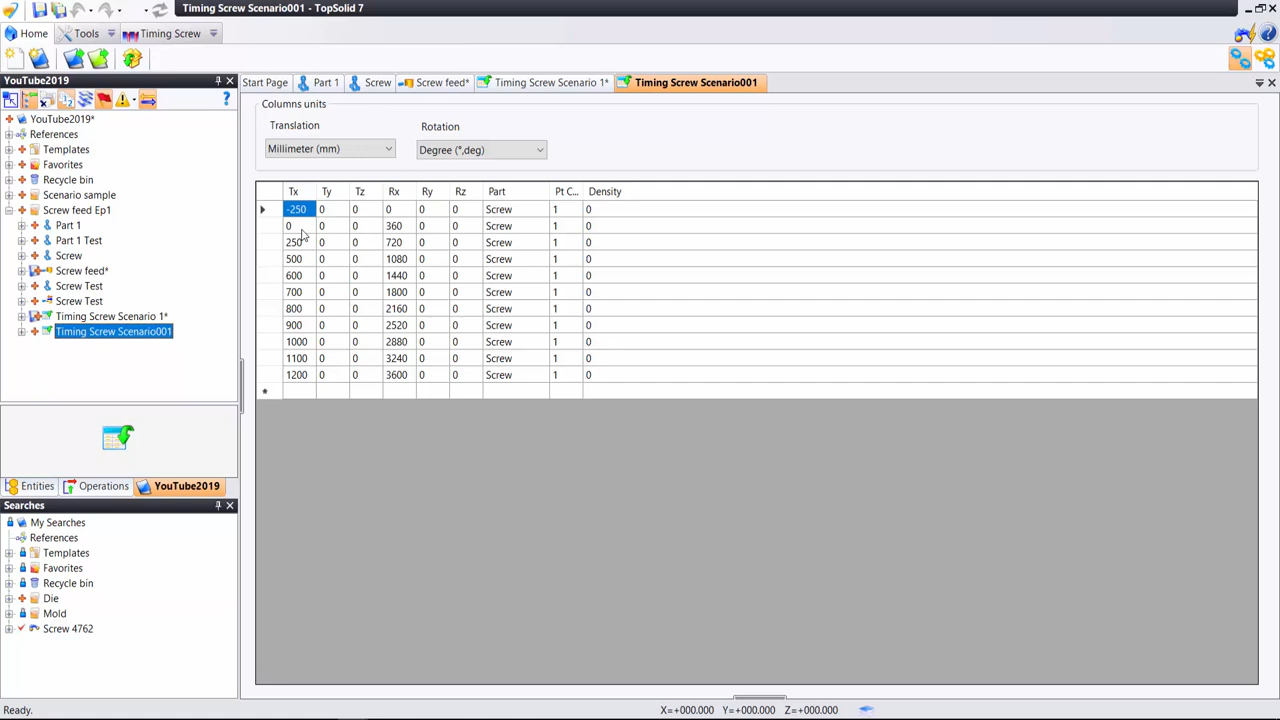 Timing Screw Scenario001 - TopSolid 7
Home Tools Timing Screw
YouTube2019
Start Page Part 1 Screw Screw feed* Timing Screw Scenario 1* Timing Screw Scenario001
YouTube2019*
References
Templates
Favorites
Recycle bin
Scenario sample
Screw feed Ep1
Part 1
Part 1 Test
Screw
Screw feed*
Screw Test
Screw Test
Timing Screw Scenario 1*
Timing Screw Scenario001
Entities Operations YouTube2019
Searches
My Searches
References
Templates
Favorites
Recycle bin
Die
Mold
Screw 4762
Columns units
Translation Rotation
Millimeter (mm) Degree (°,deg)
Tx Ty Tz Rx Ry Rz Part Pt C... Density
-250 0 0 0 0 0 Screw 1 0
0 0 0 360 0 0 Screw 1 0
250 0 0 720 0 0 Screw 1 0
500 0 0 1080 0 0 Screw 1 0
600 0 0 1440 0 0 Screw 1 0
700 0 0 1800 0 0 Screw 1 0
800 0 0 2160 0 0 Screw 1 0
900 0 0 2520 0 0 Screw 1 0
1000 0 0 2880 0 0 Screw 1 0
1100 0 0 3240 0 0 Screw 1 0
1200 0 0 3600 0 0 Screw 1 0
Ready. X=+000.000 Y=+000.000 Z=+000.000